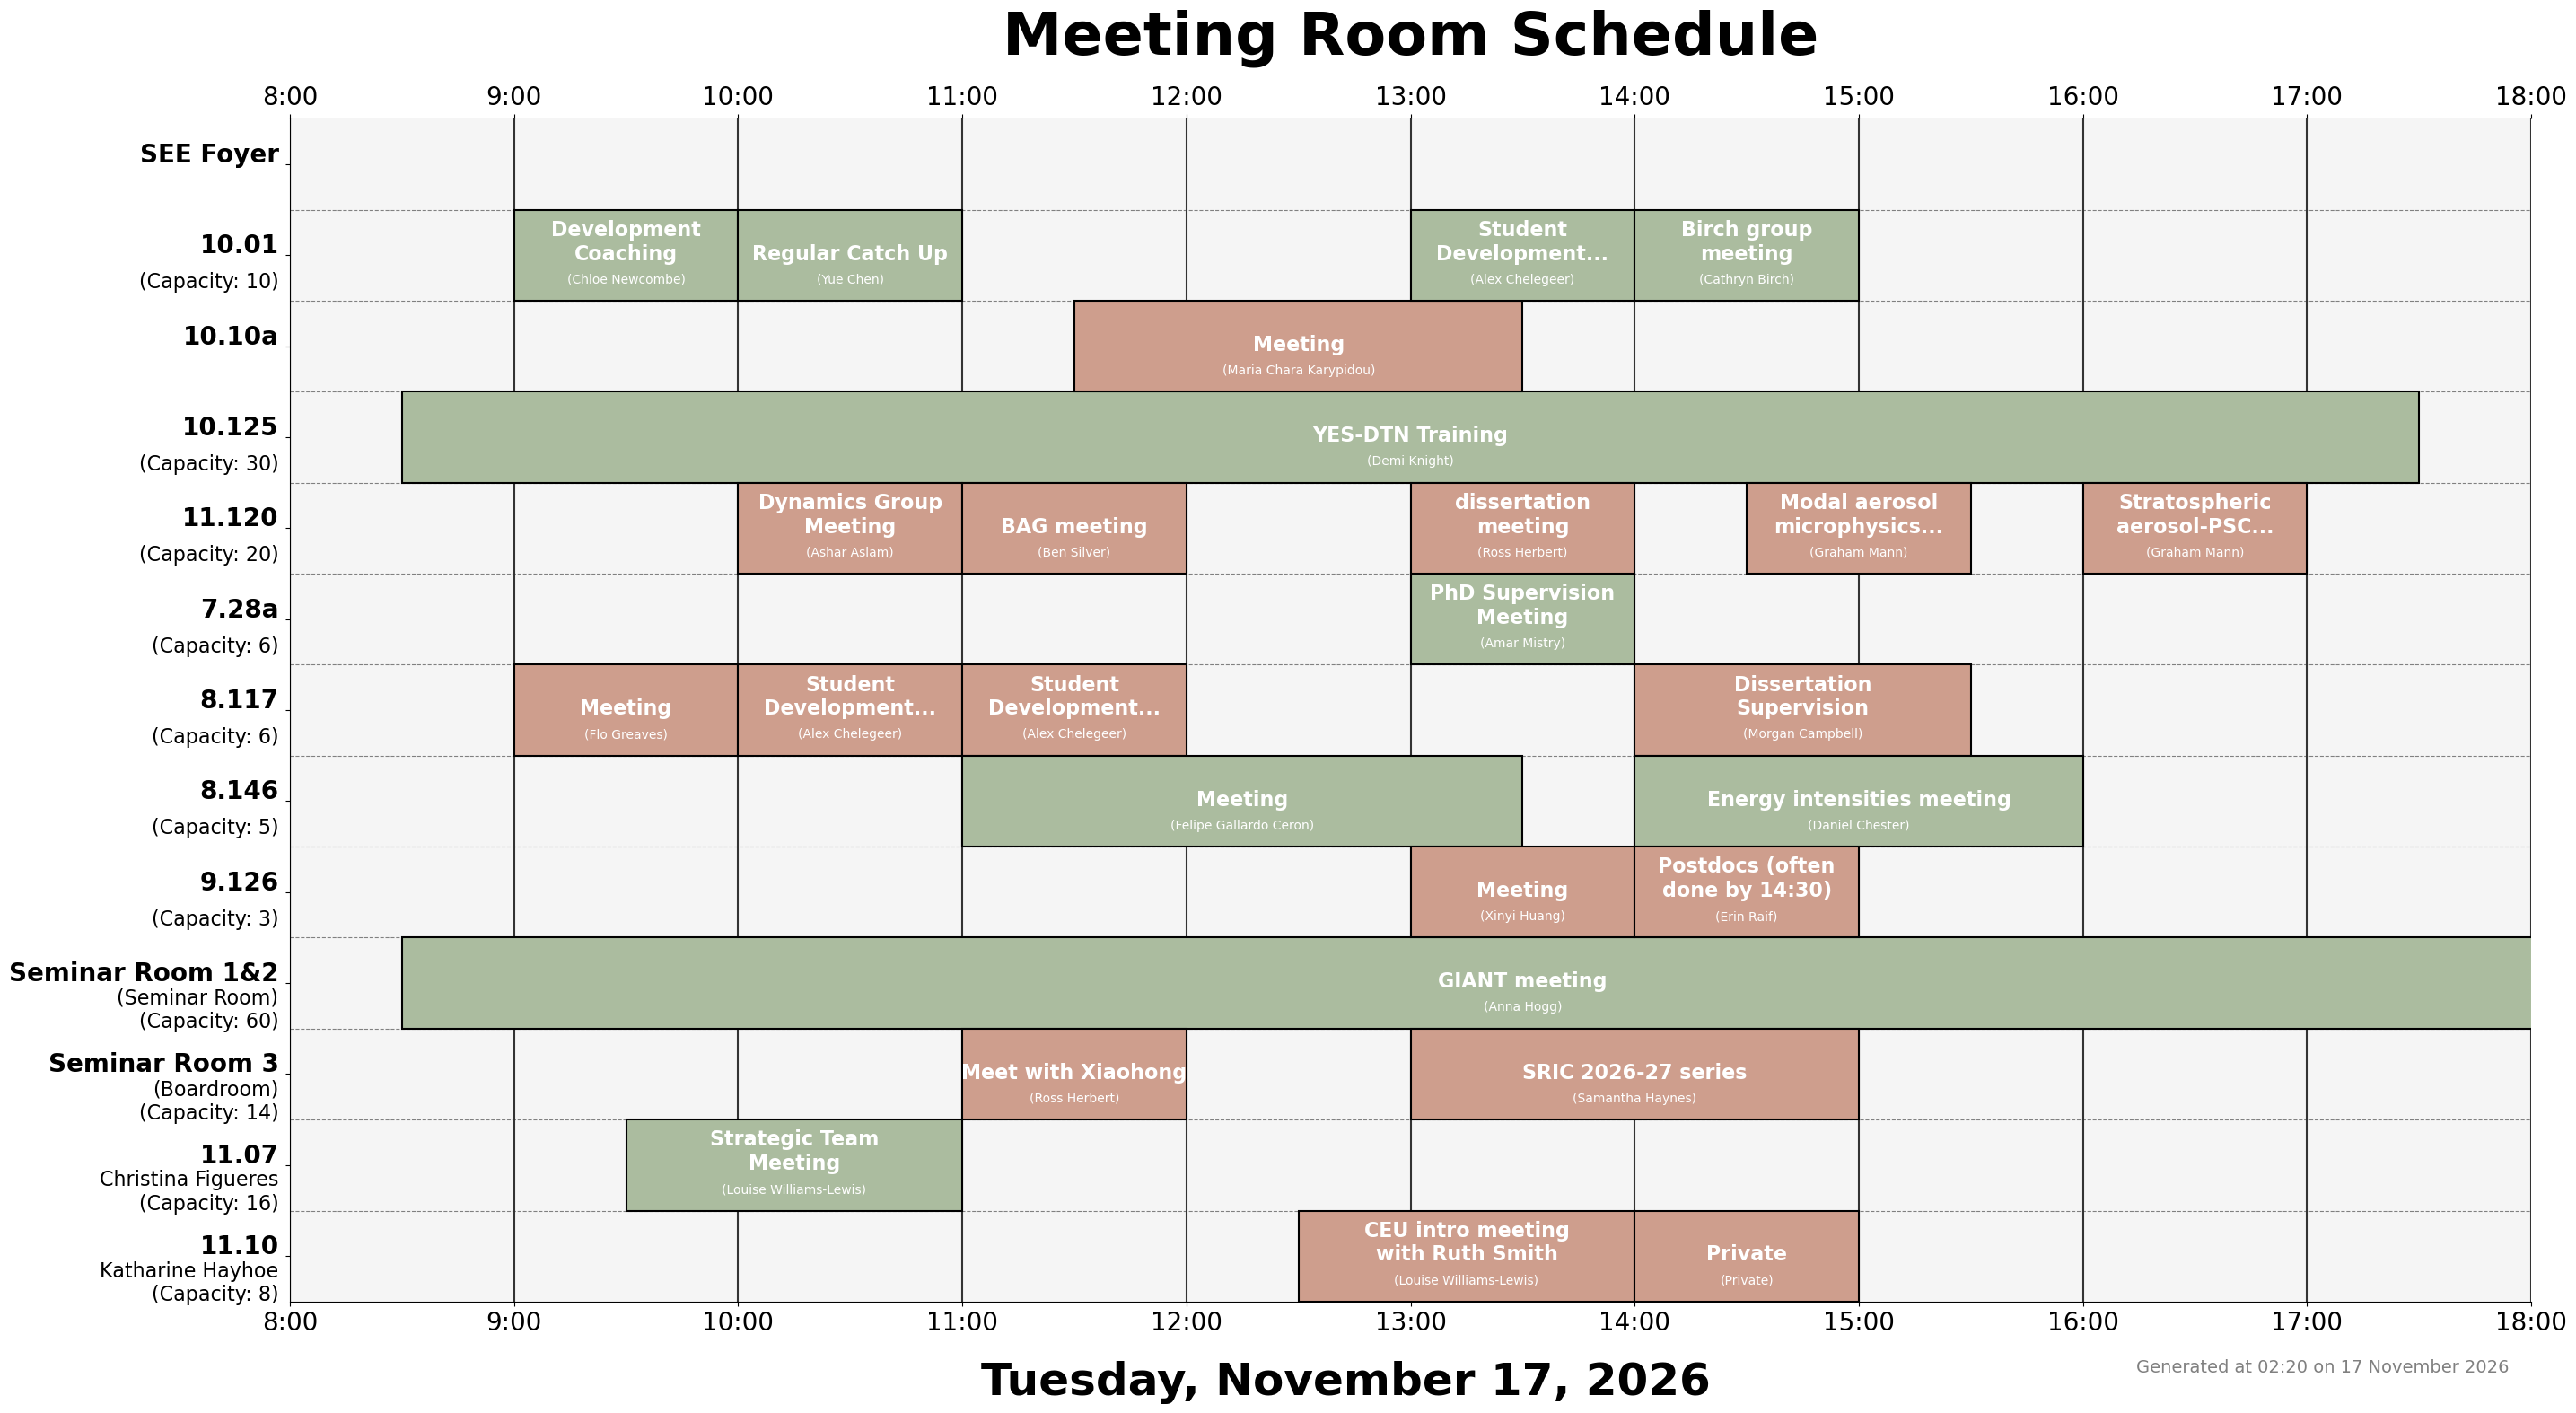 Meeting Room Schedule
8:00 9:00 10:00 11:00 12:00 13:00 14:00 15:00 16:00 17:00 18:00
SEE Foyer
10.01
(Capacity: 10)
Development
Coaching
(Chloe Newcombe)
Regular Catch Up
(Yue Chen)
Student
Development...
(Alex Chelegeer)
Birch group
meeting
(Cathryn Birch)
10.10a
Meeting
(Maria Chara Karypidou)
10.125
(Capacity: 30)
YES-DTN Training
(Demi Knight)
11.120
(Capacity: 20)
Dynamics Group
Meeting
(Ashar Aslam)
BAG meeting
(Ben Silver)
dissertation
meeting
(Ross Herbert)
Modal aerosol
microphysics...
(Graham Mann)
Stratospheric
aerosol-PSC...
(Graham Mann)
7.28a
(Capacity: 6)
PhD Supervision
Meeting
(Amar Mistry)
8.117
(Capacity: 6)
Meeting
(Flo Greaves)
Student
Development...
(Alex Chelegeer)
Student
Development...
(Alex Chelegeer)
Dissertation
Supervision
(Morgan Campbell)
8.146
(Capacity: 5)
Meeting
(Felipe Gallardo Ceron)
Energy intensities meeting
(Daniel Chester)
9.126
(Capacity: 3)
Meeting
(Xinyi Huang)
Postdocs (often
done by 14:30)
(Erin Raif)
Seminar Room 1&2
(Seminar Room)
(Capacity: 60)
GIANT meeting
(Anna Hogg)
Seminar Room 3
(Boardroom)
(Capacity: 14)
Meet with Xiaohong
(Ross Herbert)
SRIC 2026-27 series
(Samantha Haynes)
11.07
Christina Figueres
(Capacity: 16)
Strategic Team
Meeting
(Louise Williams-Lewis)
11.10
Katharine Hayhoe
(Capacity: 8)
CEU intro meeting
with Ruth Smith
(Louise Williams-Lewis)
Private
(Private)
8:00 9:00 10:00 11:00 12:00 13:00 14:00 15:00 16:00 17:00 18:00
Tuesday, November 17, 2026
Generated at 02:20 on 17 November 2026